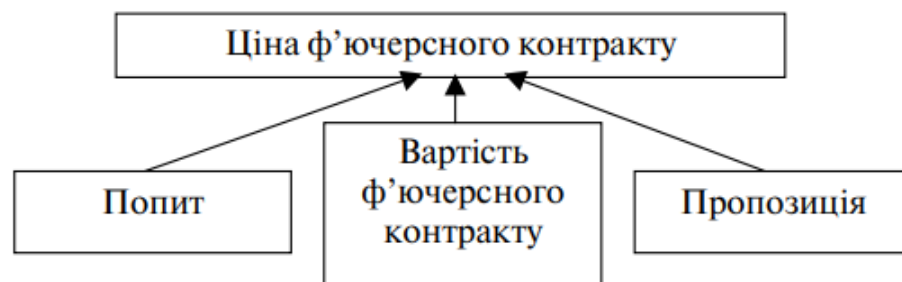 Ціна ф’ючерсного контракту
Попит
Вартість
ф’ючерсного
контракту
Пропозиція